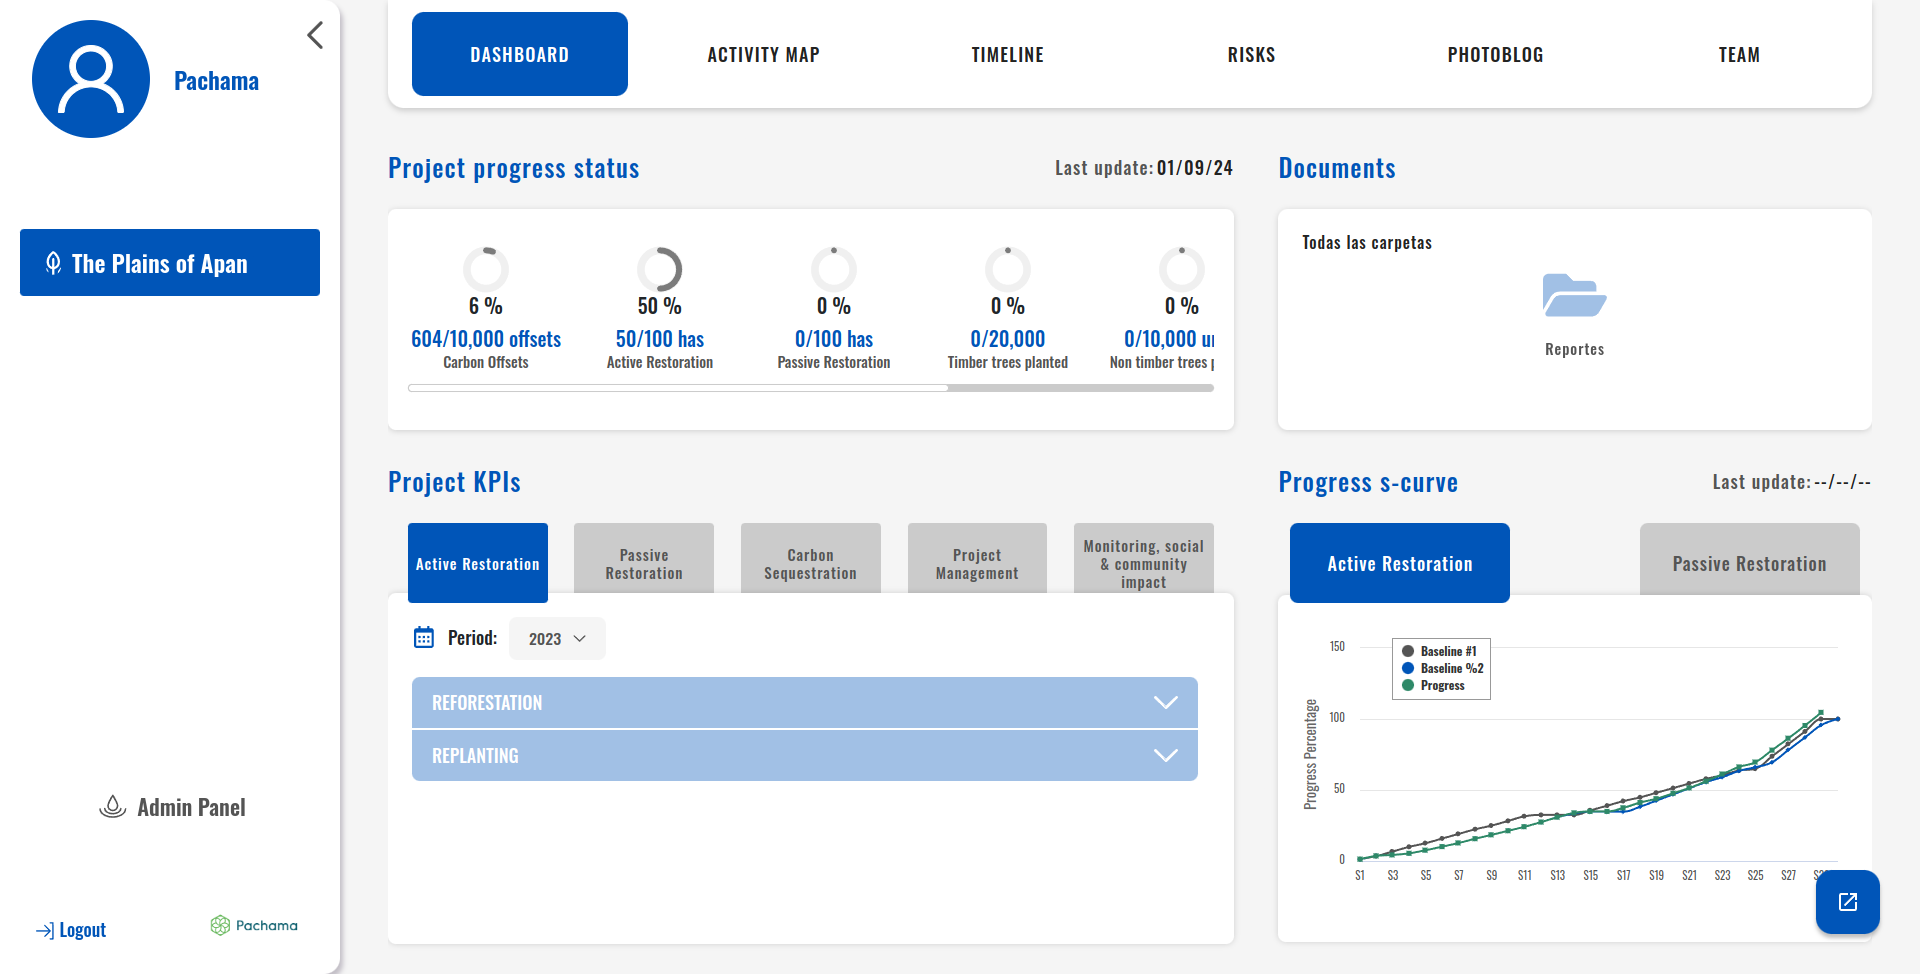 Pachama
The Plains of Apan
Admin Panel
Logout
Pachama
DASHBOARD
ACTIVITY MAP
TIMELINE
RISKS
PHOTOBLOG
TEAM
Project progress status
Last update: 01/09/24
6 %
604/10,000 offsets
Carbon Offsets
50 %
50/100 has
Active Restoration
0 %
0/100 has
Passive Restoration
0 %
0/20,000
Timber trees planted
0 %
0/10,000
Non timber trees
Documents
Todas las carpetas
Reportes
Project KPIs
Active Restoration
Passive
Restoration
Carbon
Sequestration
Project
Management
Monitoring, social
& community
impact
Period:
2023
REFORESTATION
REPLANTING
Progress s-curve
Last update: --/--/--
Active Restoration
Passive Restoration
Baseline #1
Baseline %2
Progress
Progress Percentage
150
100
50
0
S1 S3 S5 S7 S9 S11 S13 S15 S17 S19 S21 S23 S25 S27